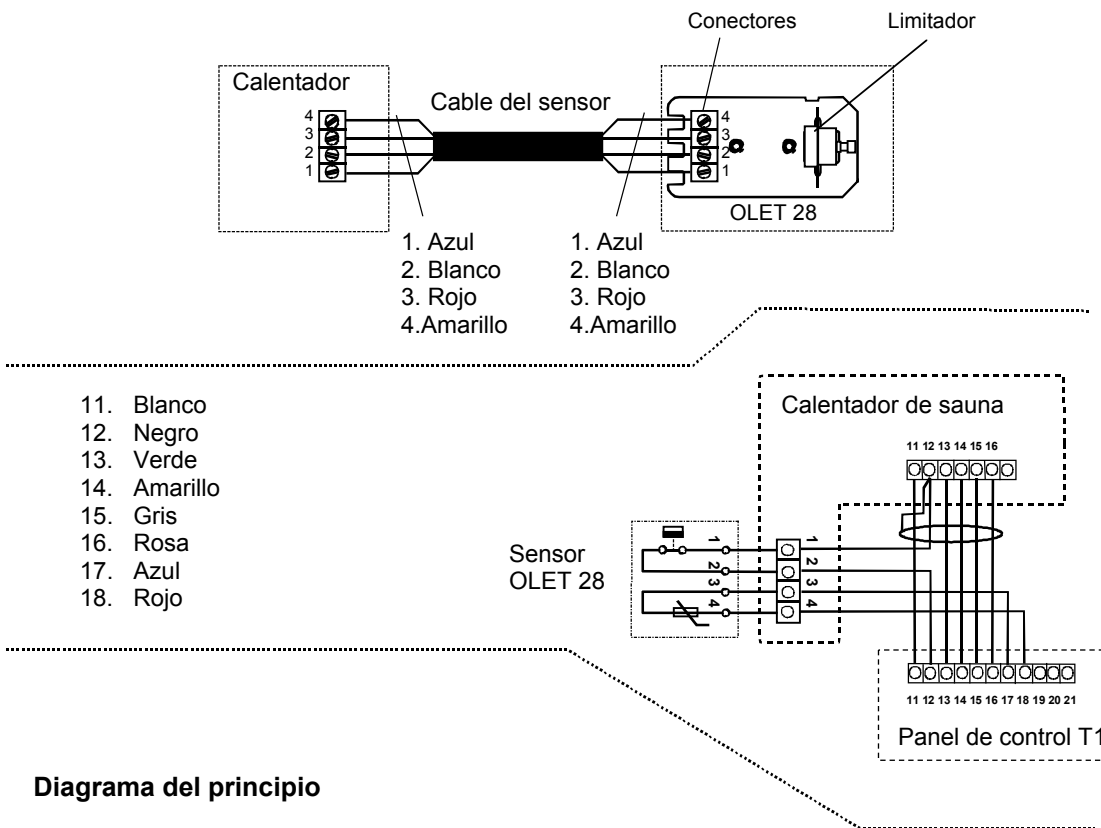 Conectores Limitador
Calentador
Cable del sensor
4 4
3 3
2 2
1 1
OLET 28
1. Azul 1. Azul
2. Blanco 2. Blanco
3. Rojo 3. Rojo
4.Amarillo 4.Amarillo
11. Blanco
12. Negro
13. Verde
14. Amarillo
15. Gris
16. Rosa
17. Azul
18. Rojo
Calentador de sauna
11 12 13 14 15 16
Sensor
OLET 28
1 1
2 2
3 3
4 4
11 12 13 14 15 16 17 18 19 20 21
Panel de control T1
Diagrama del principio